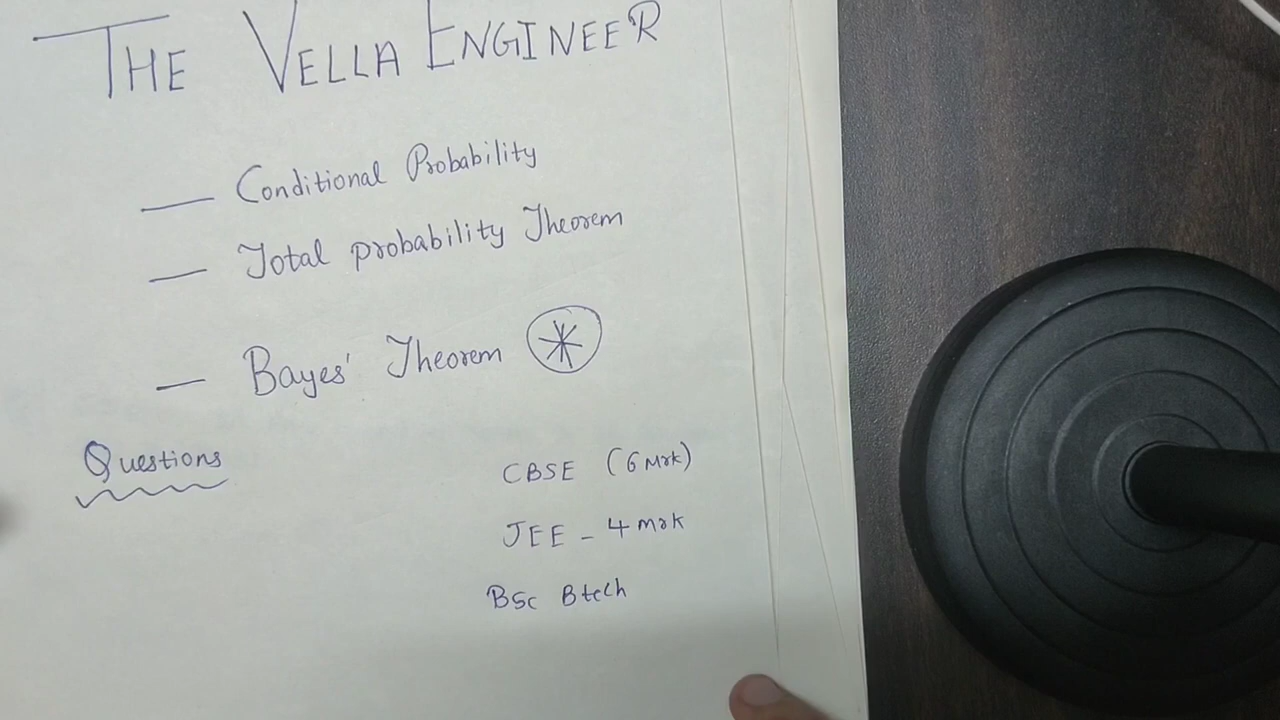 THE VELLA ENGINEER
— Conditional Probability
— Total probability Theorem
— Bayes' Theorem *
Questions
CBSE (6 Mrk)
JEE - 4 mrk
BSc Btech